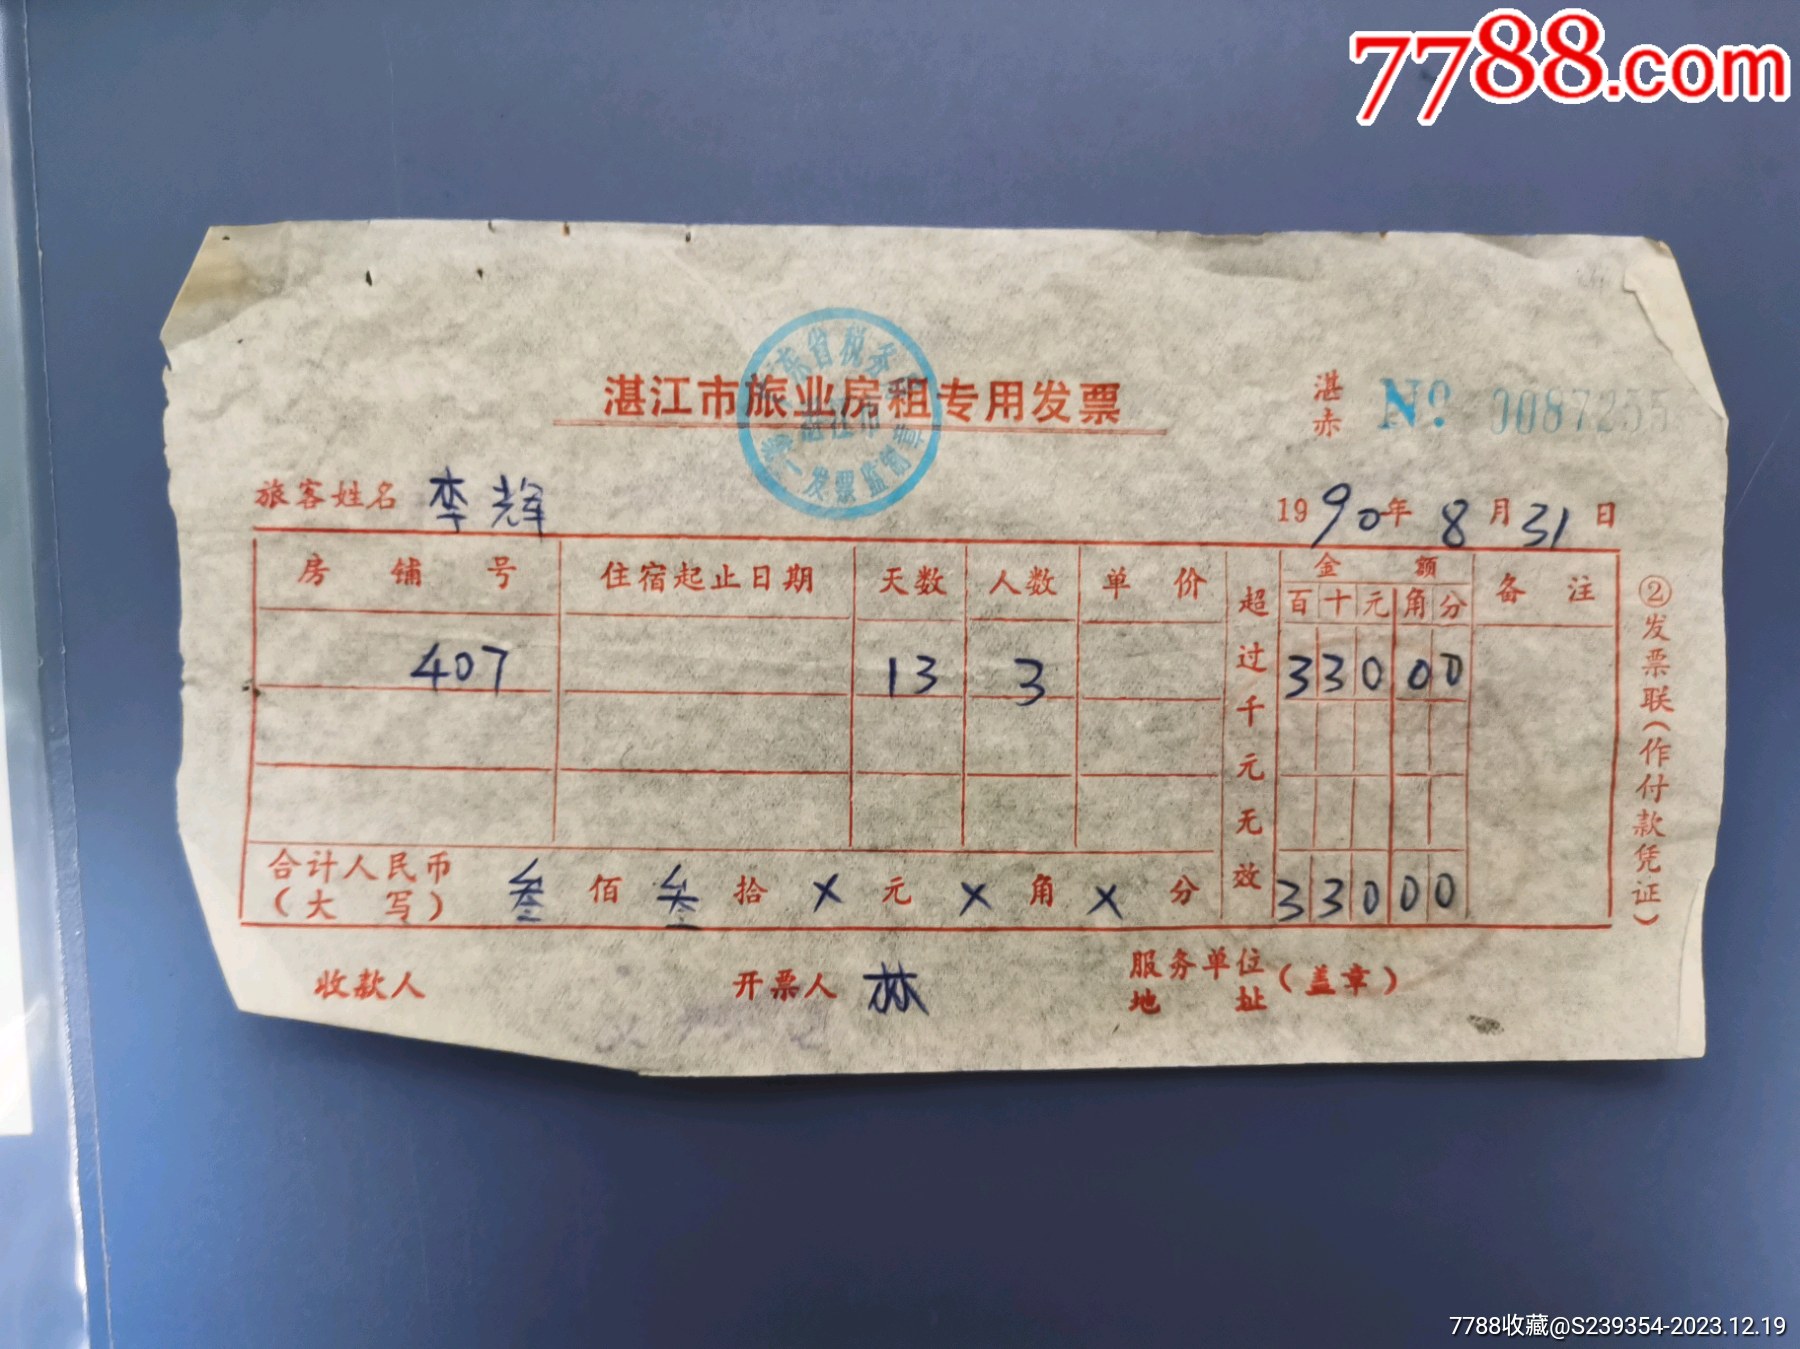 7788.com
湛江市旅业房租专用发票
湛赤 No 0087255
旅客姓名 李辉
1990年8月31日
房铺号 住宿起止日期 天数 人数 单价 超过千元无效 金额 备注
百十元角分
407 13 3 33000
合计人民币(大写) 叁佰叁拾×元×角×分 33000
收款人 开票人 林 服务单位地址(盖章)
②发票联(作付款凭证)
7788收藏@S239354-2023.12.19